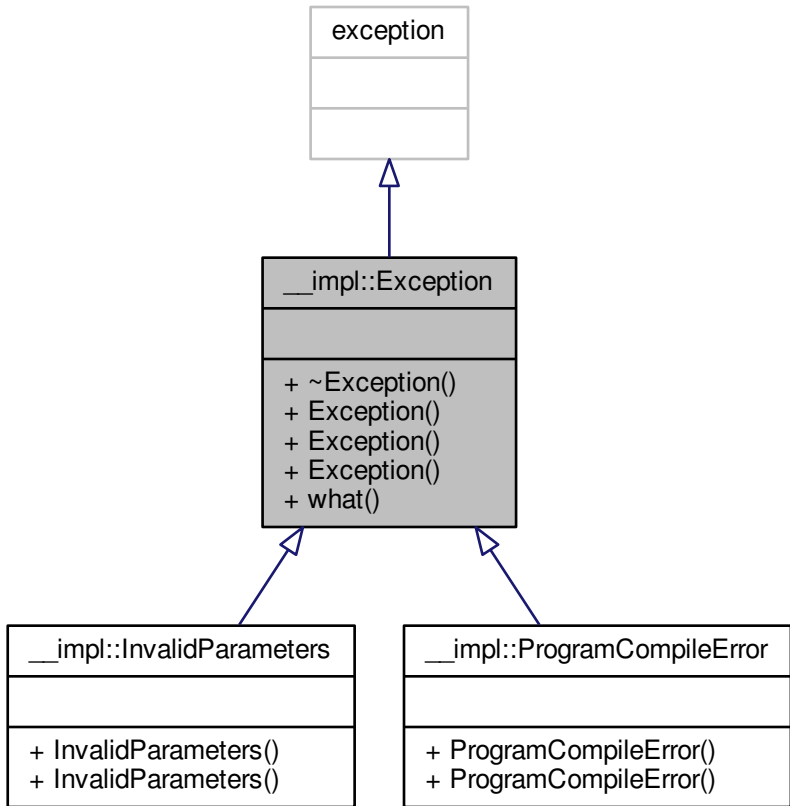 exception
__impl::Exception
+ ~Exception()
+ Exception()
+ Exception()
+ Exception()
+ what()
__impl::InvalidParameters
+ InvalidParameters()
+ InvalidParameters()
__impl::ProgramCompileError
+ ProgramCompileError()
+ ProgramCompileError()